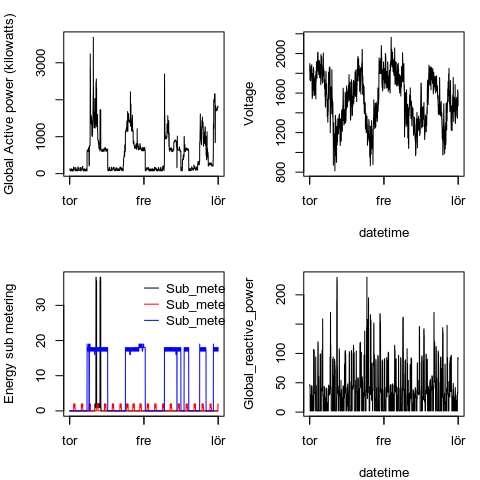 Global Active power (kilowatts)
0
1000
3000
tor
fre
lör
Voltage
800
1200
1600
2000
tor
fre
lör
datetime
Energy sub metering
0
10
20
30
Sub_mete
Sub_mete
Sub_mete
tor
fre
lör
Global_reactive_power
0
50
100
200
tor
fre
lör
datetime